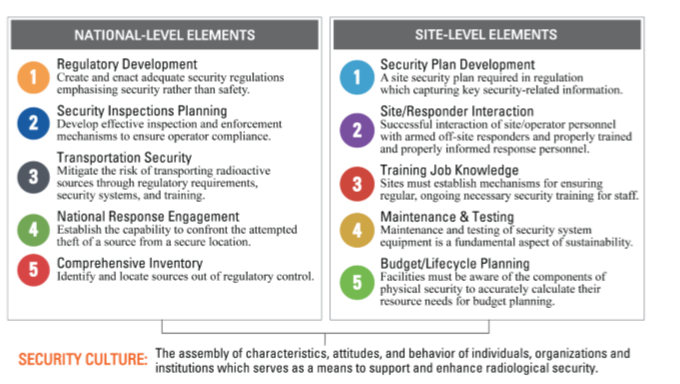 NATIONAL-LEVEL ELEMENTS
1
Regulatory Development
Create and enact adequate security regulations
emphasising security rather than safety.
2
Security Inspections Planning
Develop effective inspection and enforcement
mechanisms to ensure operator compliance.
3
Transportation Security
Mitigate the risk of transporting radioactive
sources through regulatory requirements,
security systems, and training.
4
National Response Engagement
Establish the capability to confront the attempted
theft of a source from a secure location.
5
Comprehensive Inventory
Identify and locate sources out of regulatory control.
SITE-LEVEL ELEMENTS
1
Security Plan Development
A site security plan required in regulation
which capturing key security-related information.
2
Site/Responder Interaction
Successful interaction of site/operator personnel
with armed off-site responders and properly trained
and properly informed response personnel.
3
Training Job Knowledge
Sites must establish mechanisms for ensuring
regular, ongoing necessary security training for staff.
4
Maintenance & Testing
Maintenance and testing of security system
equipment is a fundamental aspect of sustainability.
5
Budget/Lifecycle Planning
Facilities must be aware of the components of
physical security to accurately calculate their
resource needs for budget planning.
SECURITY CULTURE: The assembly of characteristics, attitudes, and behavior of individuals, organizations and
institutions which serves as a means to support and enhance radiological security.